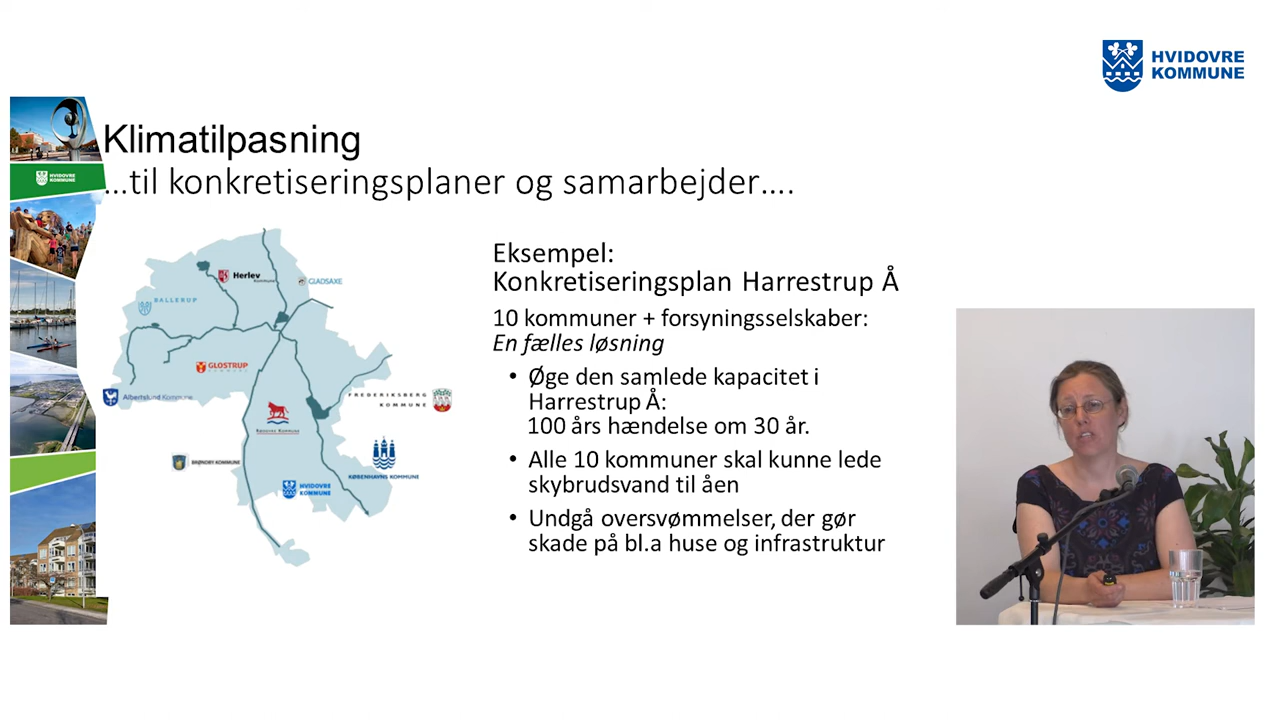 HVIDOVRE
KOMMUNE
Klimatilpasning
...til konkretiseringsplaner og samarbejder....
HVIDOVRE
KOMMUNE
Eksempel:
Konkretiseringsplan Harrestrup Å
10 kommuner + forsyningsselskaber:
En fælles løsning
• Øge den samlede kapacitet i
Harrestrup Å:
100 års hændelse om 30 år.
• Alle 10 kommuner skal kunne lede
skybrudsvand til åen
• Undgå oversvømmelser, der gør
skade på bl.a huse og infrastruktur
Herlev
Kommune
GLADSAXE
BALLERUP
GLOSTRUP
Albertslund Kommune
FREDERIKSBERG
KOMMUNE
BRØNDBY KOMMUNE
KØBENHAVNS KOMMUNE
HVIDOVRE
KOMMUNE